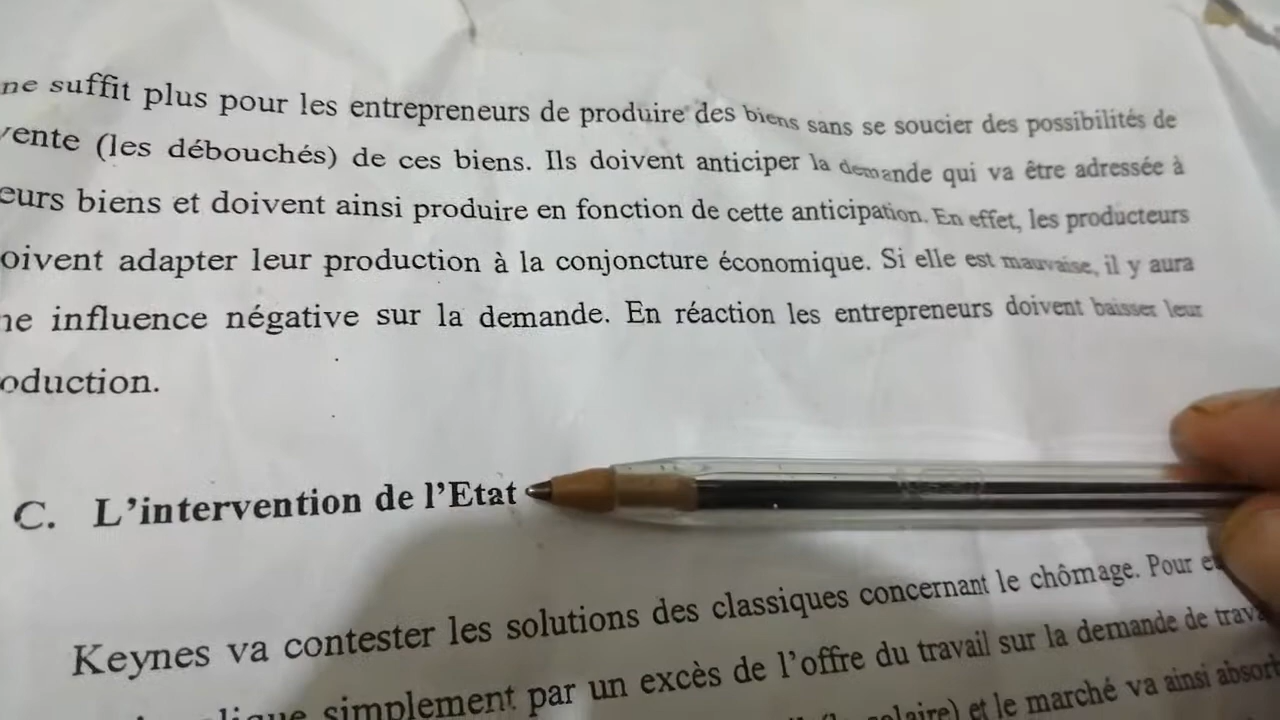 ne suffit plus pour les entrepreneurs de produire des biens sans se soucier des possibilités de
vente (les débouchés) de ces biens. Ils doivent anticiper la demande qui va être adressée à
eurs biens et doivent ainsi produire en fonction de cette anticipation. En effet, les producteurs
oivent adapter leur production à la conjoncture économique. Si elle est mauvaise, il y aura
ne influence négative sur la demande. En réaction les entrepreneurs doivent baisser leur
oduction.
C. L'intervention de l'Etat
Keynes va contester les solutions des classiques concernant le chômage. Pour
simplement par un excès de l'offre du travail sur la demande de
et le marché va ainsi